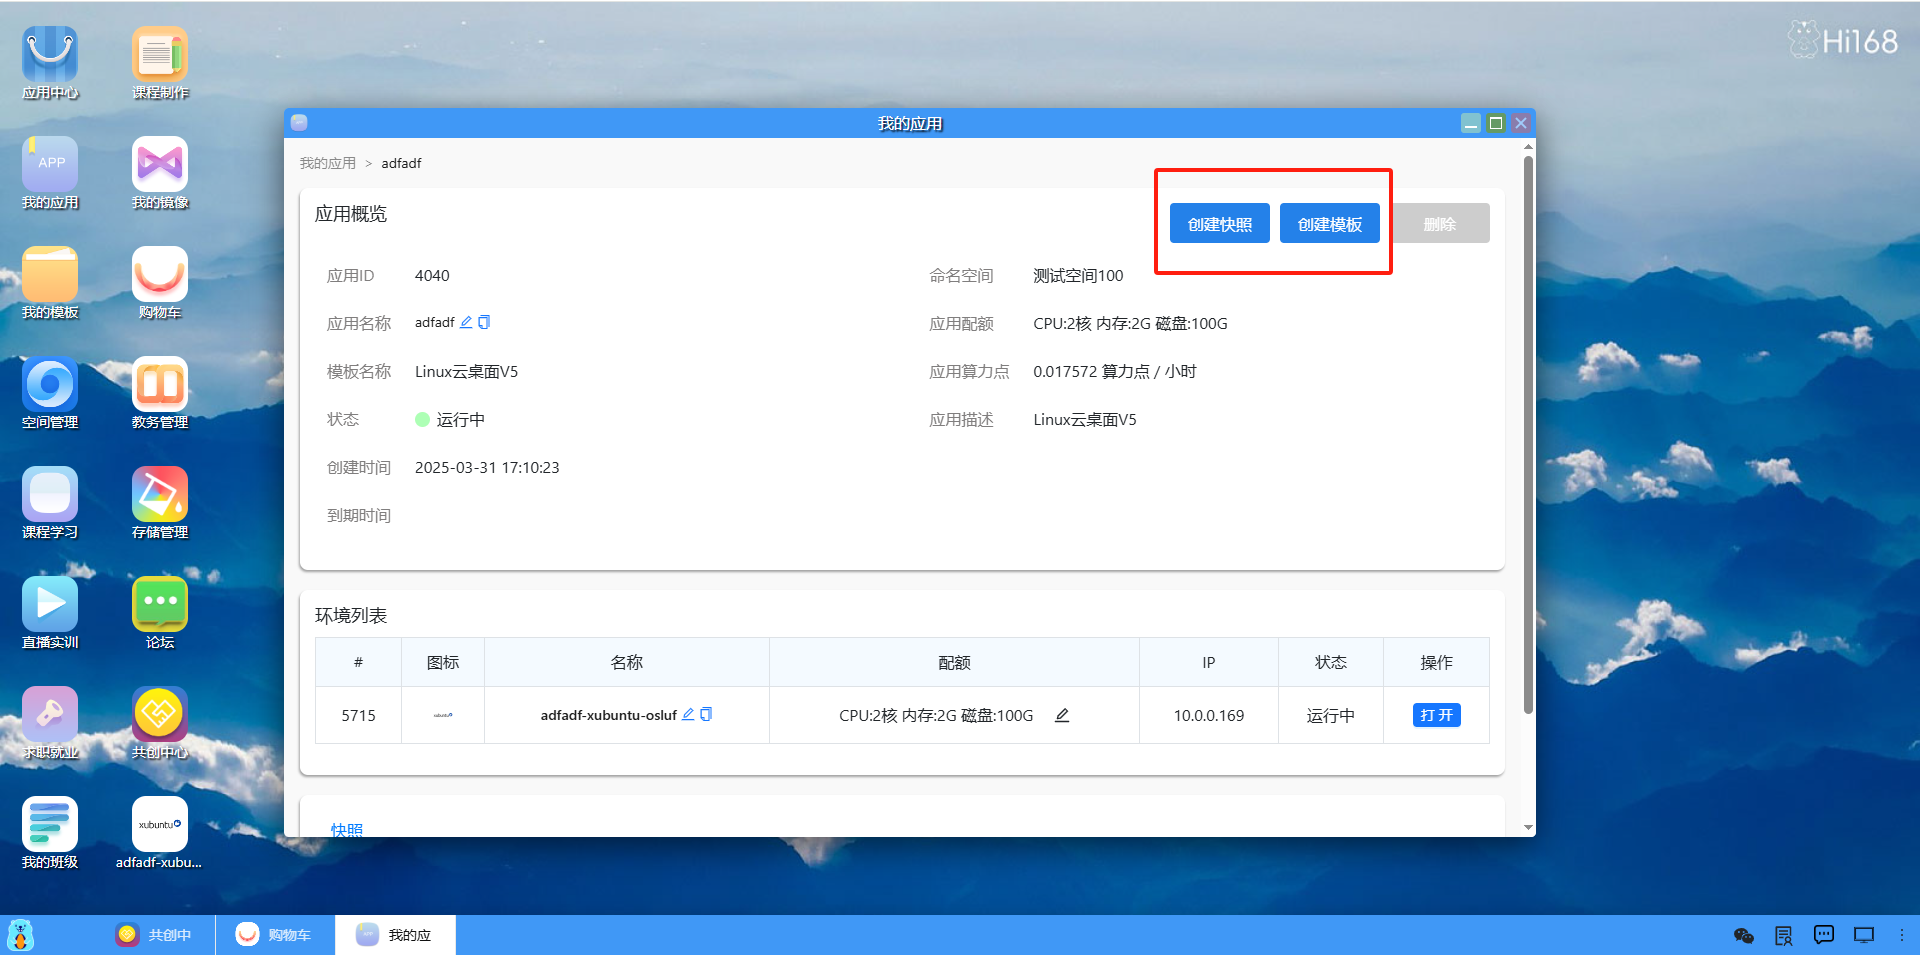 Hi168
应用中心
课程制作
APP
我的应用
我的镜像
我的模板
购物车
空间管理
教务管理
课程学习
存储管理
直播实训
论坛
求职就业
共创中心
我的班级
xubuntu
adfadf-xubu...
我的应用
我的应用 > adfadf
应用概览
创建快照
创建模板
删除
应用ID 4040
命名空间 测试空间100
应用名称 adfadf
应用配额 CPU:2核 内存:2G 磁盘:100G
模板名称 Linux云桌面V5
应用算力点 0.017572 算力点 / 小时
状态 运行中
应用描述 Linux云桌面V5
创建时间 2025-03-31 17:10:23
到期时间
环境列表
# 图标 名称 配额 IP 状态 操作
5715 xubuntu adfadf-xubuntu-osluf CPU:2核 内存:2G 磁盘:100G 10.0.0.169 运行中 打开
快照
共创中
购物车
我的应